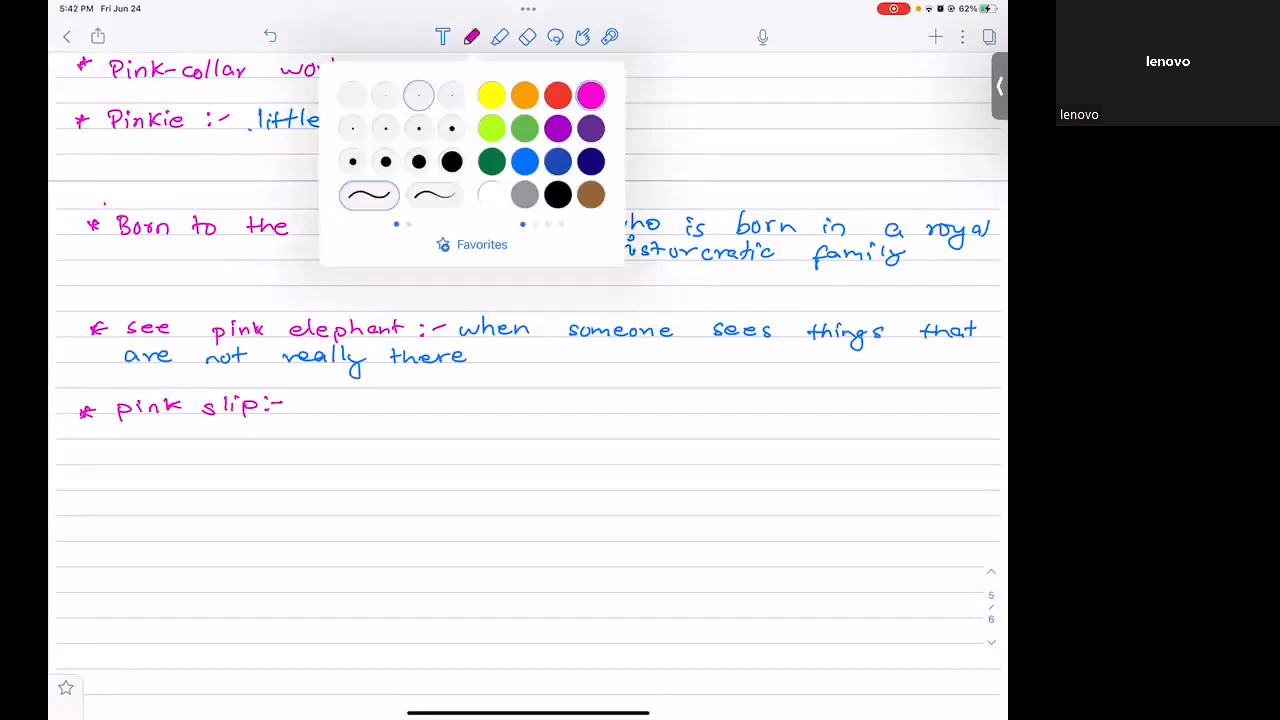 5:42 PM Fri Jun 24
62%
lenovo
* Pink-collar
lenovo
* Pinkie :- little
* Born to the who is born in a royal
family
Favorites
* see pink elephant :- when someone sees things that
are not really there
* pink slip:-
5
/
6